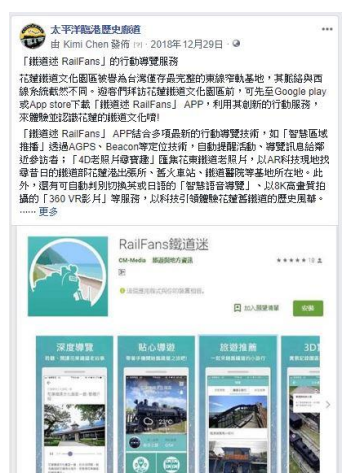 太平洋臨港歷史廊道
由 Kimi Chen 發佈 · 2018年12月29日 ·
「鐵道迷 RailFans」的行動導覽服務
花蓮鐵道文化園區被譽為台灣僅存最完整的東線窄軌基地，其脈絡與西
線系統截然不同。遊客們拜訪花蓮鐵道文化園區前，可先至Google play
或App store下載「鐵道迷 RailFans」 APP，利用其創新的行動服務，
來體驗並認識花蓮的鐵道文化唷!
「鐵道迷 RailFans」 APP結合多項最新的行動導覽技術，如「智慧區域
推播」透過AGPS、Beacon等定位技術，自動提醒活動、導覽訊息給鄰
近參訪者；「4D老照片尋寶趣」匯集花東鐵道老照片，以AR科技現地找
尋昔日的鐵道部花蓮港出張所、舊火車站、鐵道醫院等基地所在地。此
外，還有可自動判別切換英或日語的「智慧語音導覽」、以8K高畫質拍
攝的「360 VR影片」等服務，以科技引領體驗花蓮舊鐵道的歷史風華。
...... 更多
RailFans鐵道迷
CM-Media 旅遊與地方資訊
18
加入願望清單
安裝
深度導覽
貼心導遊
旅遊推薦
3D